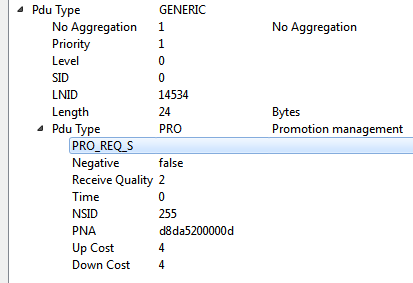 Pdu Type GENERIC
No Aggregation 1 No Aggregation
Priority 1
Level 0
SID 0
LNID 14534
Length 24 Bytes
Pdu Type PRO Promotion management
PRO_REQ_S
Negative false
Receive Quality 2
Time 0
NSID 255
PNA d8da5200000d
Up Cost 4
Down Cost 4